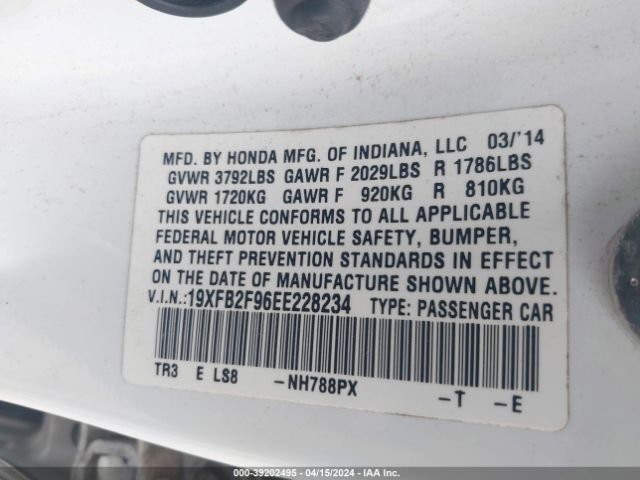 MFD. BY HONDA MFG. OF INDIANA, LLC 03/'14
GVWR 3792LBS GAWR F 2029LBS R 1786LBS
GVWR 1720KG GAWR F 920KG R 810KG
THIS VEHICLE CONFORMS TO ALL APPLICABLE
FEDERAL MOTOR VEHICLE SAFETY, BUMPER,
AND THEFT PREVENTION STANDARDS IN EFFECT
ON THE DATE OF MANUFACTURE SHOWN ABOVE.
V.I.N.:19XFB2F96EE228234 TYPE: PASSENGER CAR
TR3 E LS8 -NH788PX -T -E
000-39202495 - 04/15/2024 - IAAI.COM